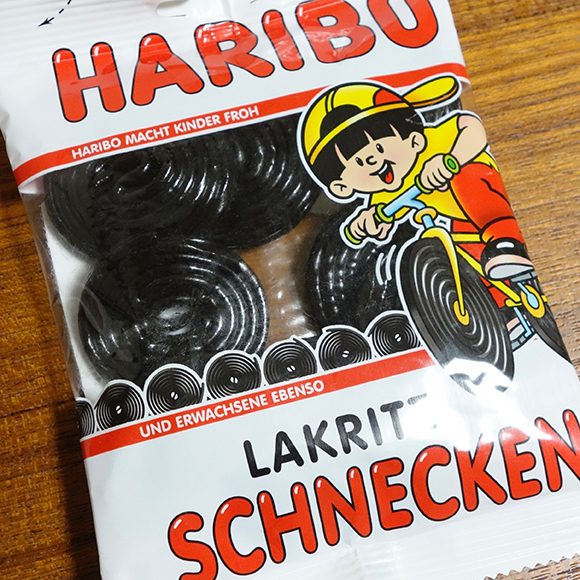 HARIBO
HARIBO MACHT KINDER FROH
UND ERWACHSENE EBENSO
LAKRITZ
SCHNECKEN